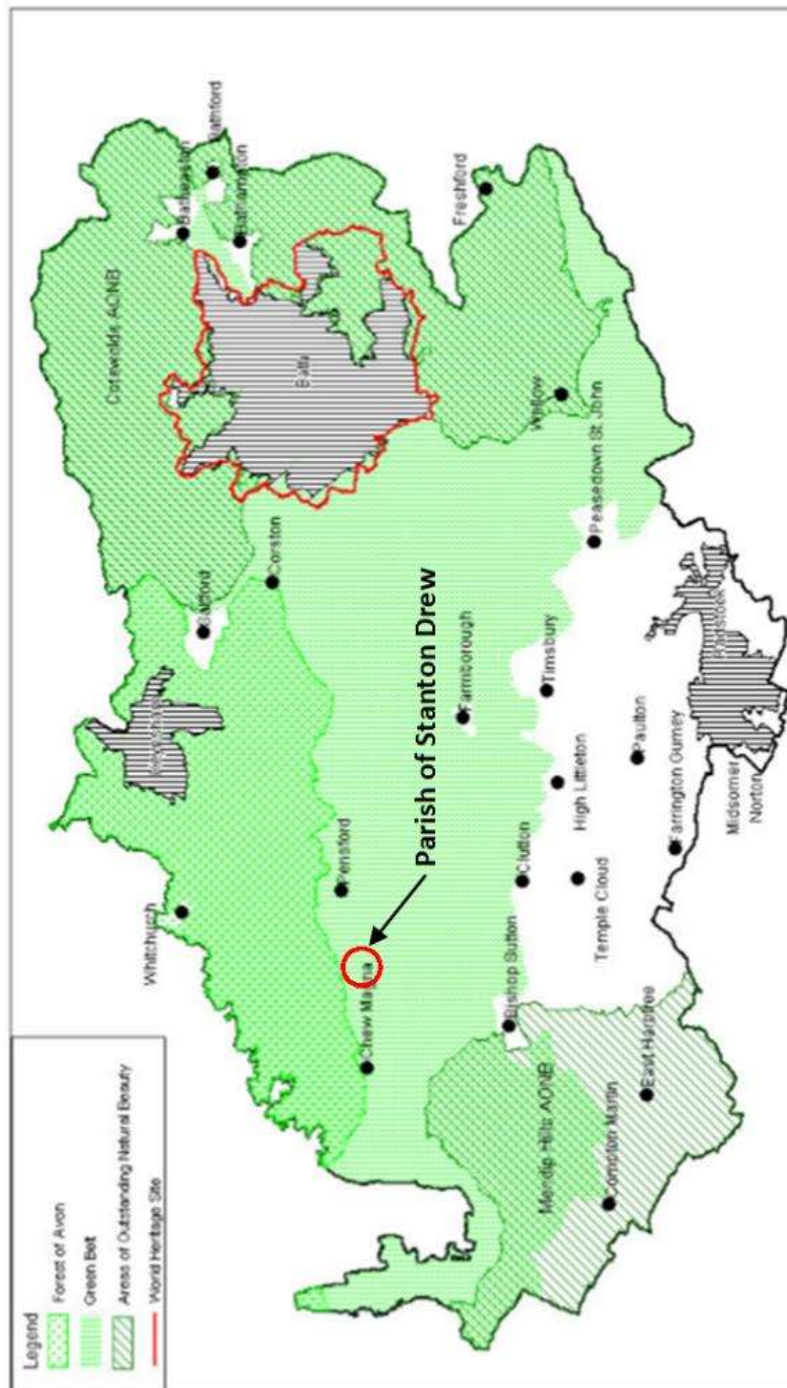 Legend
Forest of Avon
Green Belt
Areas of Outstanding Natural Beauty
World Heritage Site
Whitchurch
Keynsham
Saltford
Corston
Cotswolds AONB
Batheaston
Bathford
Bathampton
Bath
Freshford
Wellow
Peasedown St. John
Pensford
Chew Magna
Parish of Stanton Drew
Farmborough
Timsbury
Clutton
High Littleton
Bishop Sutton
Temple Cloud
Paulton
Radstock
Farrington Gurney
Midsomer
Norton
Mendip Hills AONB
Compton Martin
East Harptree